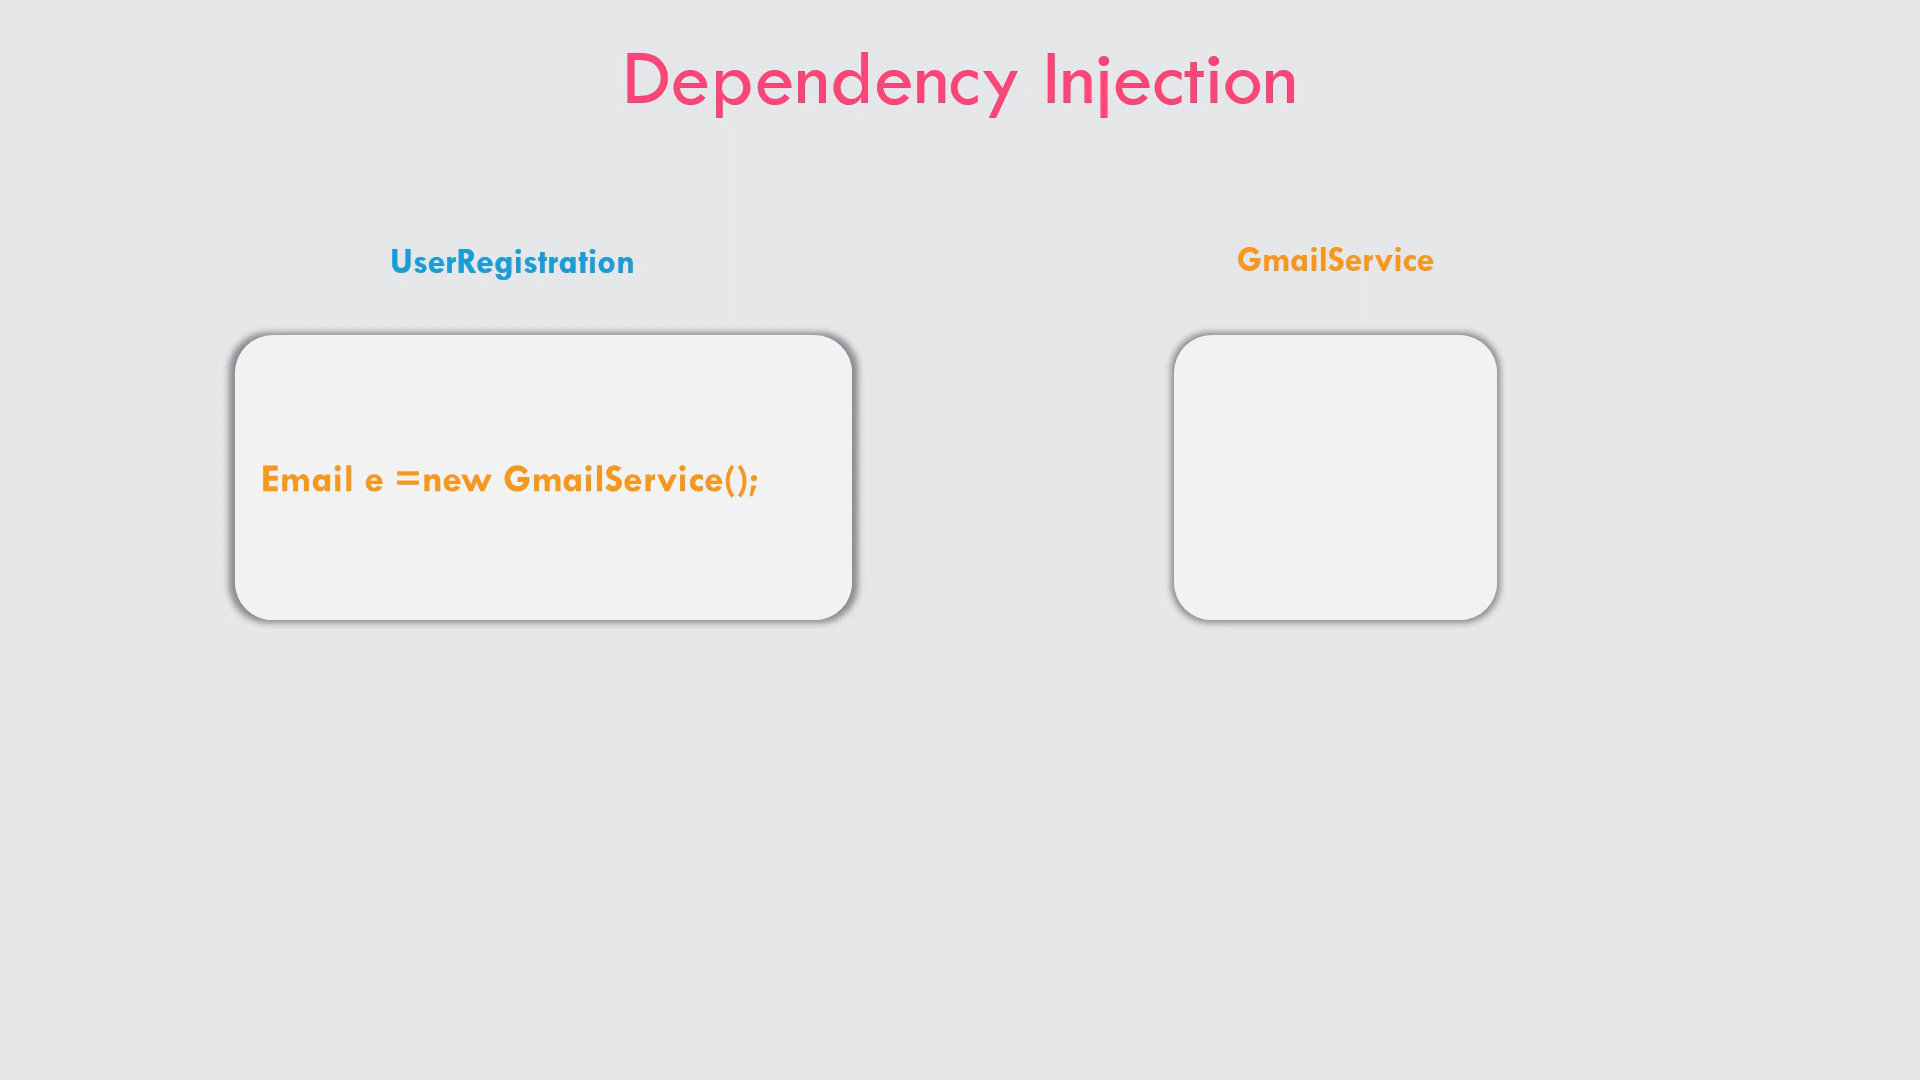 Dependency Injection
UserRegistration
GmailService
Email e =new GmailService();